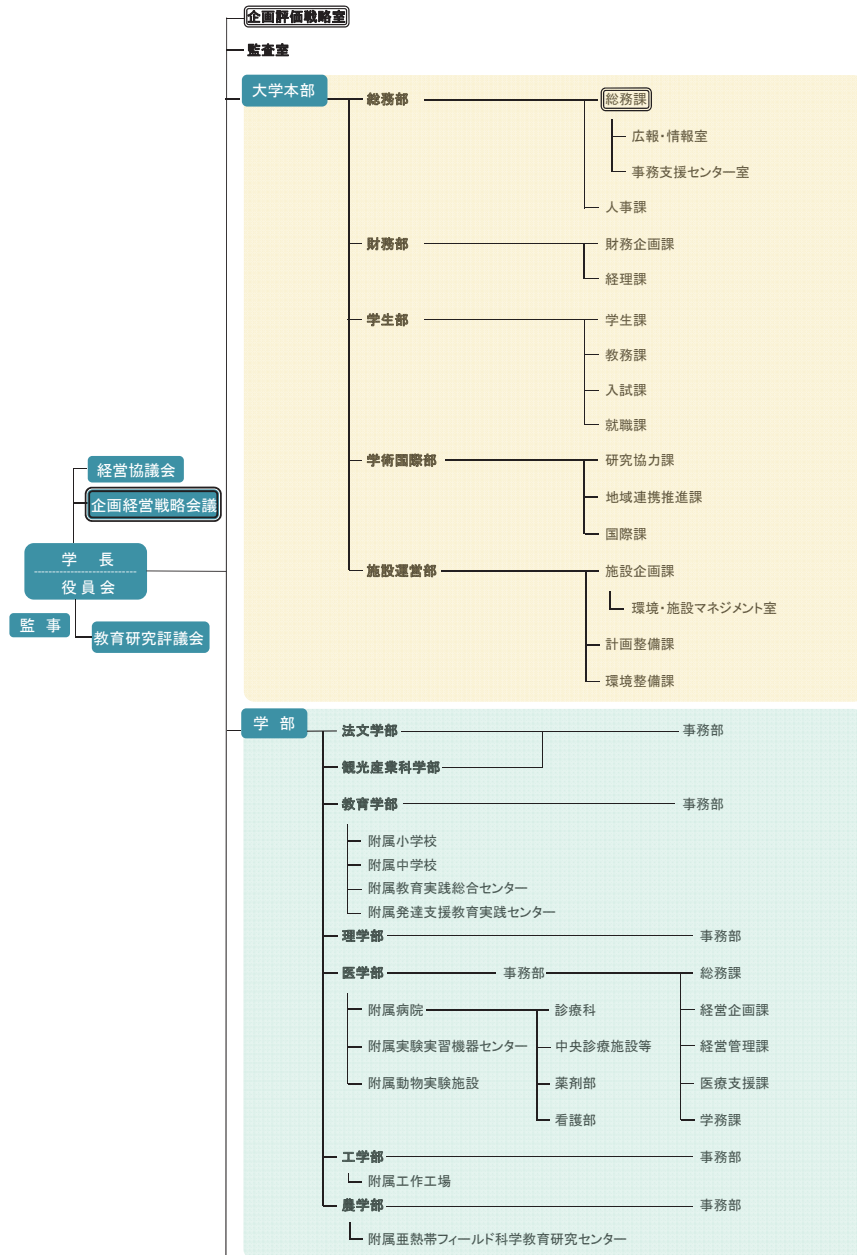 企画評価戦略室
監査室
大学本部
総務部
総務課
広報・情報室
事務支援センター室
人事課
財務部
財務企画課
経理課
学生部
学生課
教務課
入試課
就職課
学術国際部
研究協力課
地域連携推進課
国際課
施設運営部
施設企画課
環境・施設マネジメント室
計画整備課
環境整備課
経営協議会
企画経営戦略会議
学 長
役員会
監 事
教育研究評議会
学 部
法文学部 事務部
観光産業科学部
教育学部 事務部
附属小学校
附属中学校
附属教育実践総合センター
附属発達支援教育実践センター
理学部 事務部
医学部 事務部 総務課
附属病院 診療科 経営企画課
附属実験実習機器センター 中央診療施設等 経営管理課
附属動物実験施設 薬剤部 医療支援課
看護部 学務課
工学部 事務部
附属工作工場
農学部 事務部
附属亜熱帯フィールド科学教育研究センター